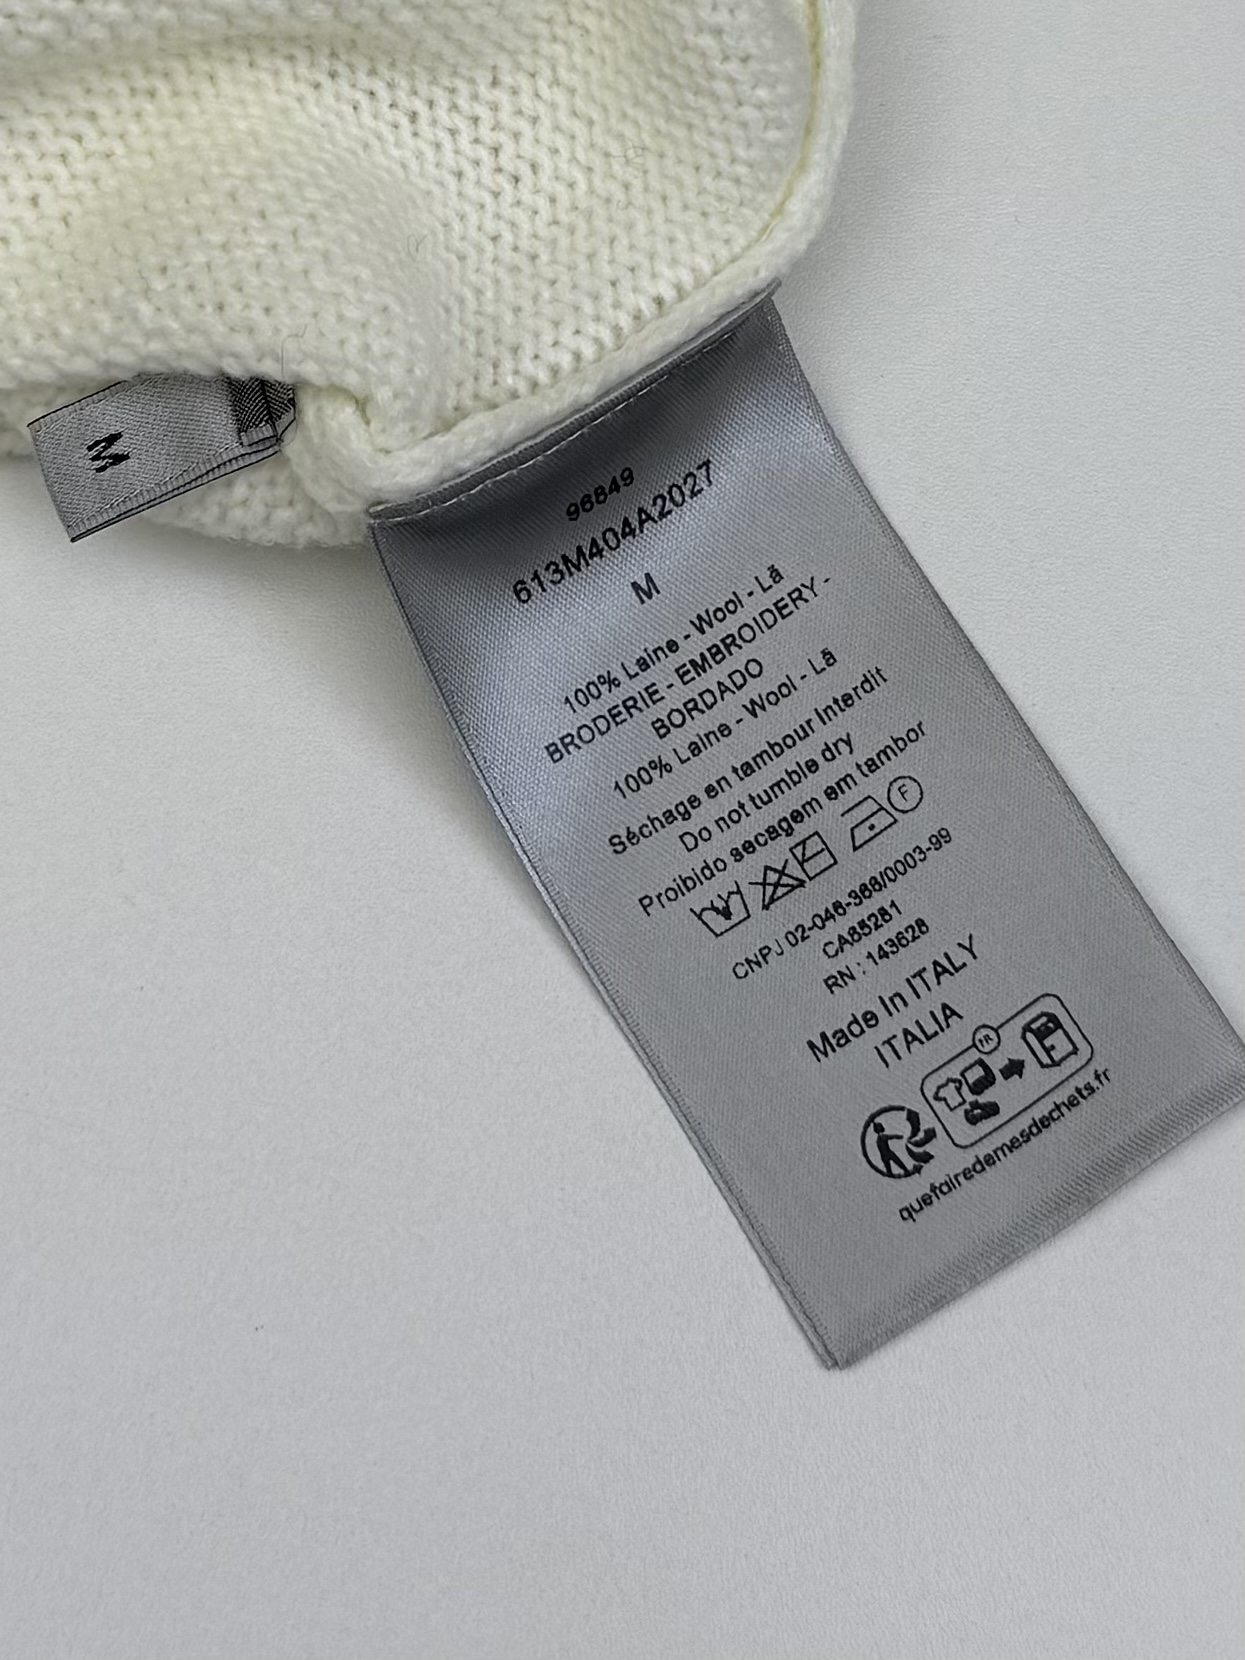 M
96849
613M404A2027
M
100% Laine - Wool - Lã
BRODERIE - EMBROIDERY -
BORDADO
100% Laine - Wool - Lã
Séchage en tambour Interdit
Do not tumble dry
Proibido secagem em tambor
F
CNPJ 02-046-366/0003-99
CA85281
RN : 143628
Made In ITALY
ITALIA
FR
quefairedemesdechets.fr